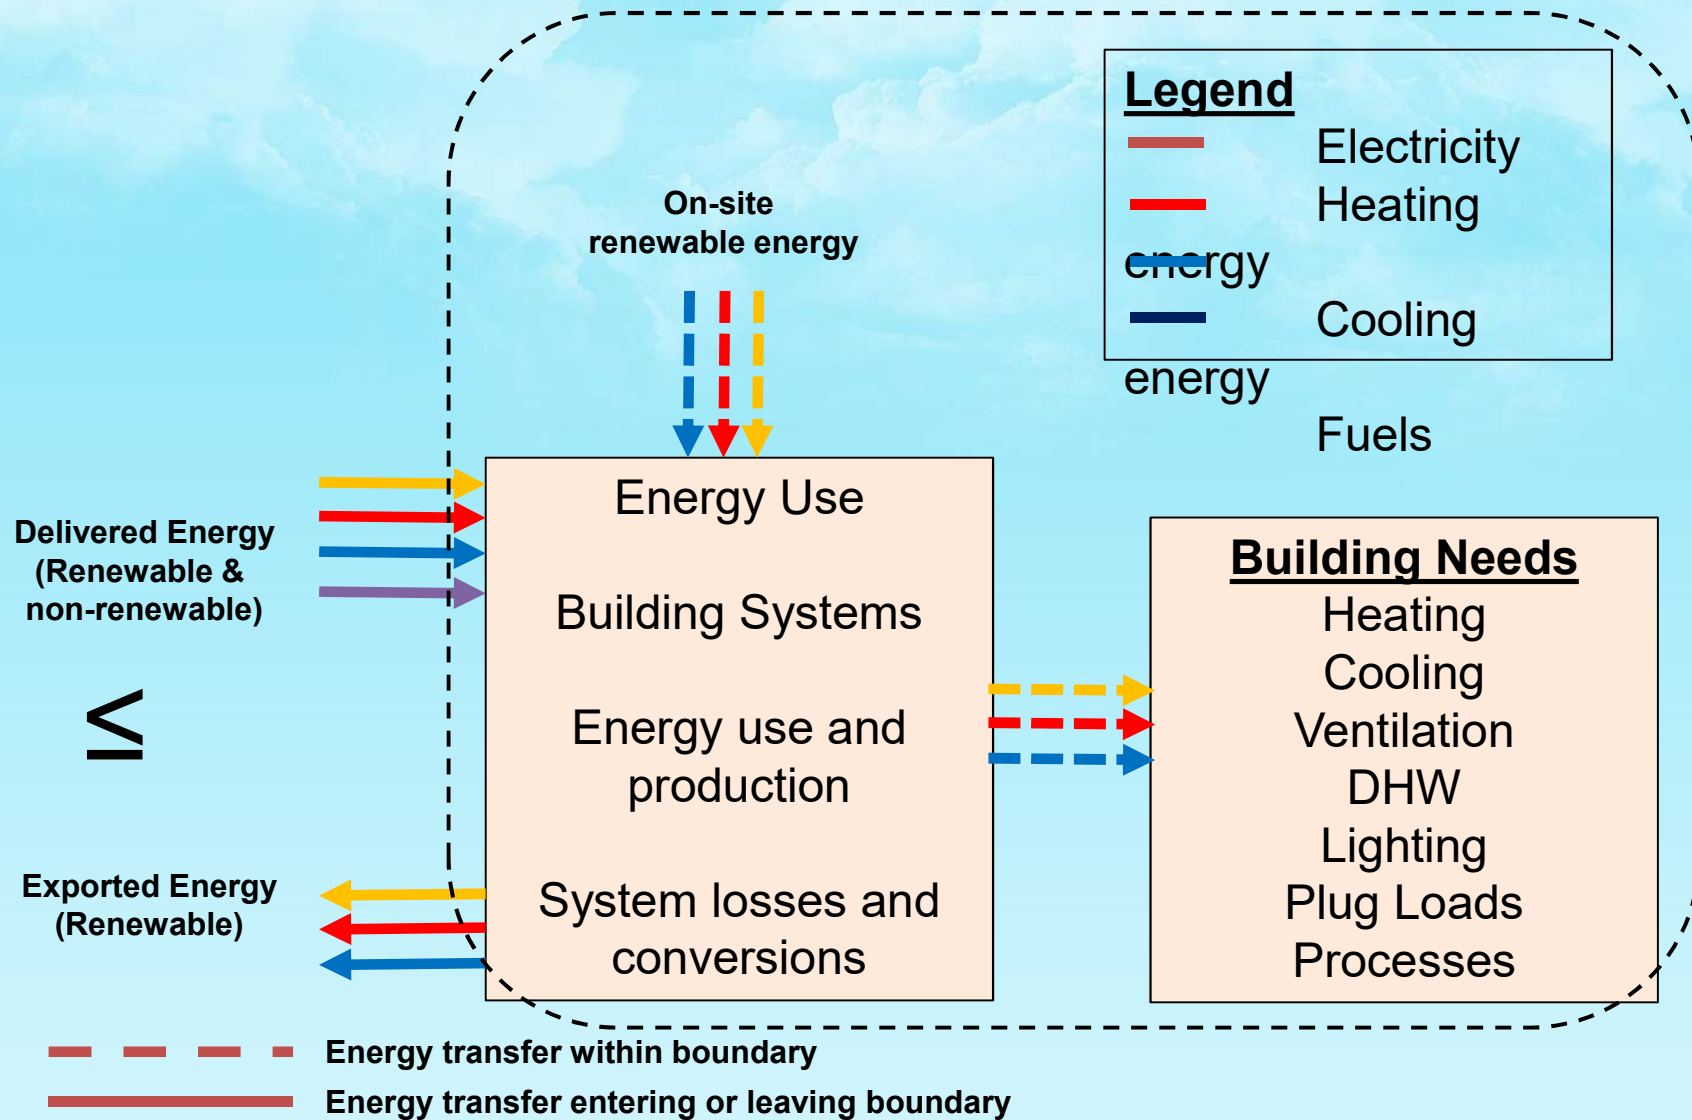 Legend
Electricity
Heating
energy
Cooling
energy
Fuels
On-site
renewable energy
Delivered Energy
(Renewable &
non-renewable)
≤
Exported Energy
(Renewable)
Energy Use
Building Systems
Energy use and
production
System losses and
conversions
Building Needs
Heating
Cooling
Ventilation
DHW
Lighting
Plug Loads
Processes
Energy transfer within boundary
Energy transfer entering or leaving boundary